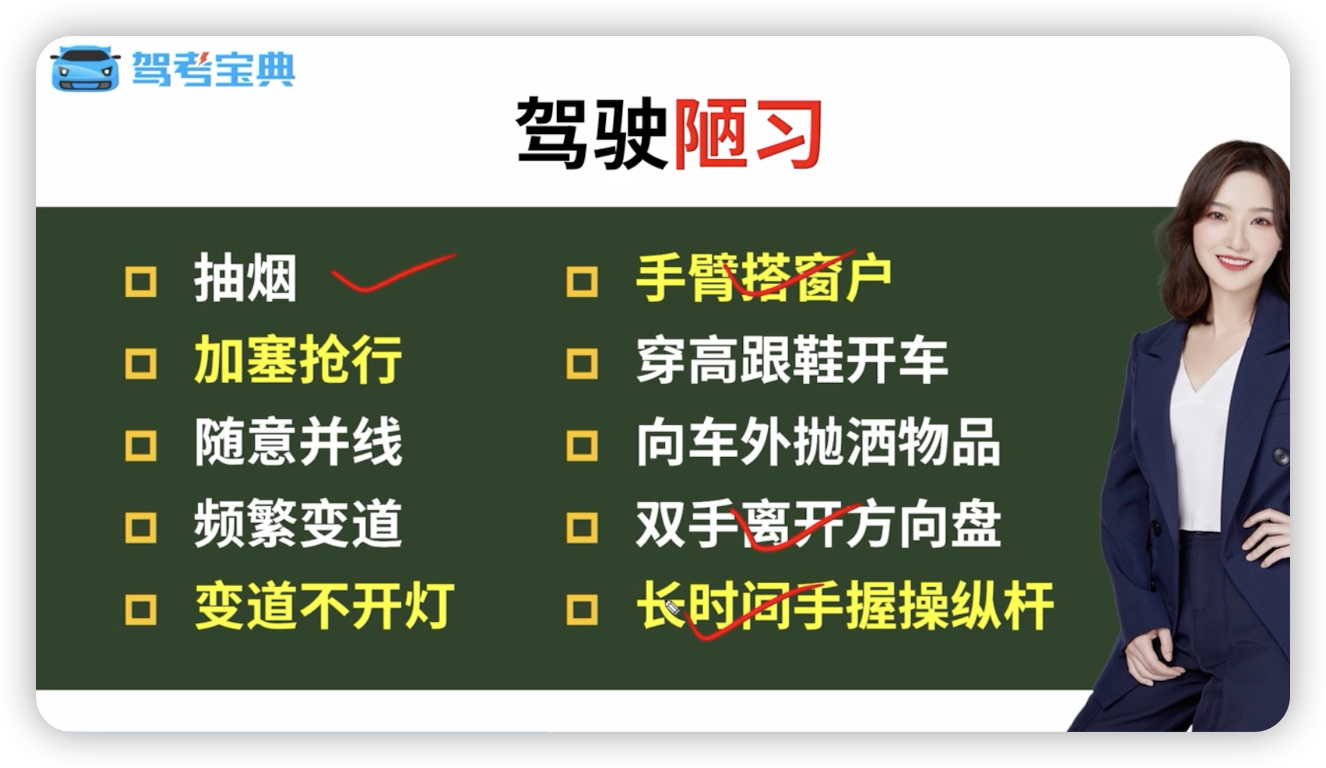 驾考宝典
驾驶陋习
抽烟
手臂搭窗户
加塞抢行
穿高跟鞋开车
随意并线
向车外抛洒物品
频繁变道
双手离开方向盘
变道不开灯
长时间手握操纵杆